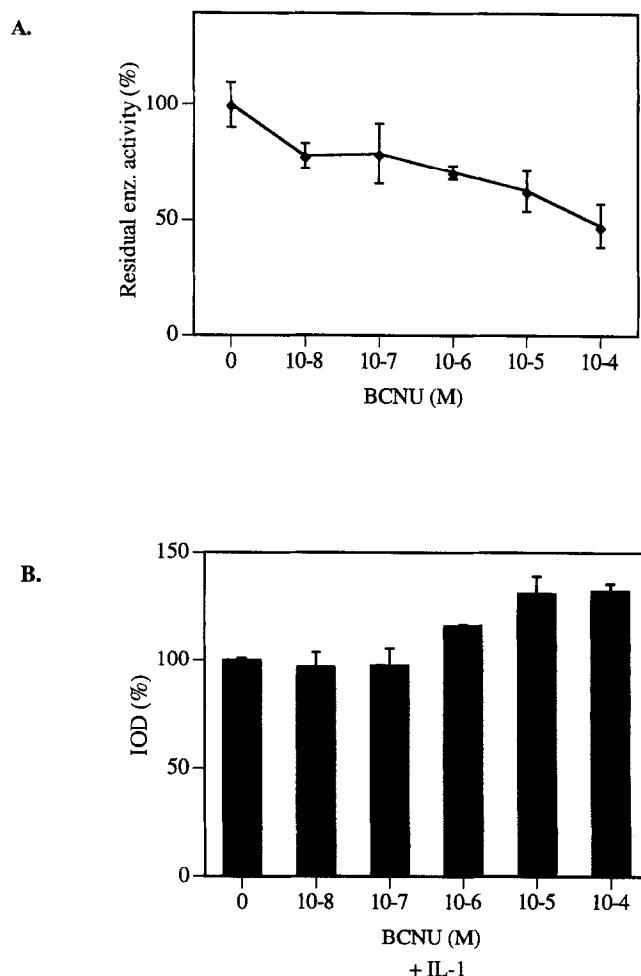 A.
Residual enz. activity (%)
100
50
0
0 10-8 10-7 10-6 10-5 10-4
BCNU (M)
B.
IOD (%)
150
100
50
0
0 10-8 10-7 10-6 10-5 10-4
BCNU (M)
+ IL-1